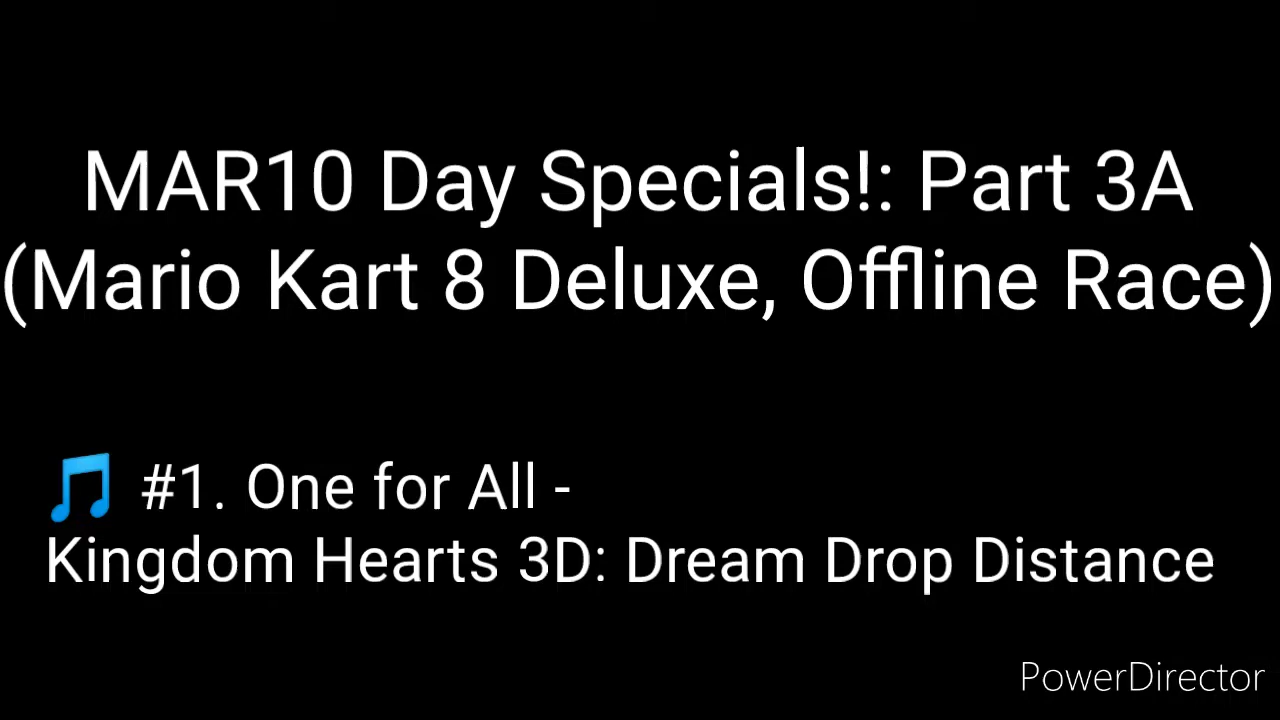 MAR10 Day Specials!: Part 3A
(Mario Kart 8 Deluxe, Offline Race)
🎵 #1. One for All -
Kingdom Hearts 3D: Dream Drop Distance
PowerDirector